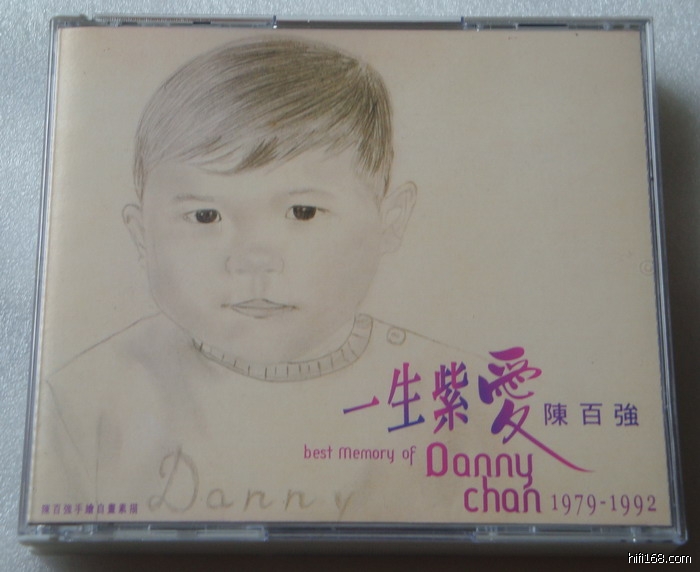 一生紫愛 陳百強
best memory of Danny
chan 1979-1992
Danny
陳百強手繪自畫素描
hifi168.com